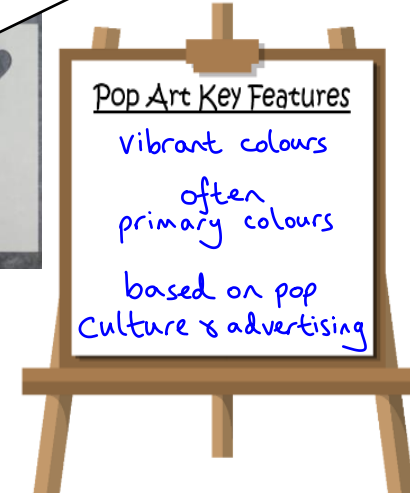 Pop Art Key Features
vibrant colours
often
primary colours
based on pop
culture & advertising